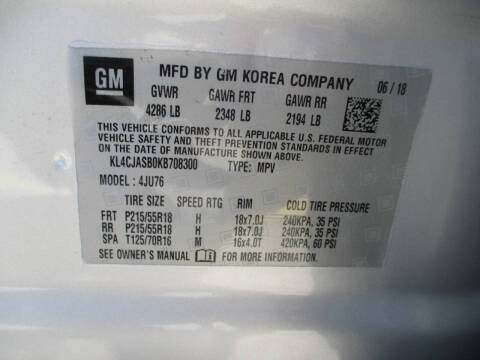 GM
MFD BY GM KOREA COMPANY 06 / 18
GVWR GAWR FRT GAWR RR
4286 LB 2348 LB 2194 LB
THIS VEHICLE CONFORMS TO ALL APPLICABLE U.S. FEDERAL MOTOR
VEHICLE SAFETY AND THEFT PREVENTION STANDARDS IN EFFECT
ON THE DATE OF MANUFACTURE SHOWN ABOVE.
KL4CJASB0KB708300 TYPE: MPV
MODEL: 4JU76
TIRE SIZE SPEED RTG RIM COLD TIRE PRESSURE
FRT P215/55R18 H 18x7.0J 240KPA, 35 PSI
RR P215/55R18 H 18x7.0J 240KPA, 35 PSI
SPA T125/70R16 M 16x4.0T 420KPA, 60 PSI
SEE OWNER'S MANUAL FOR MORE INFORMATION